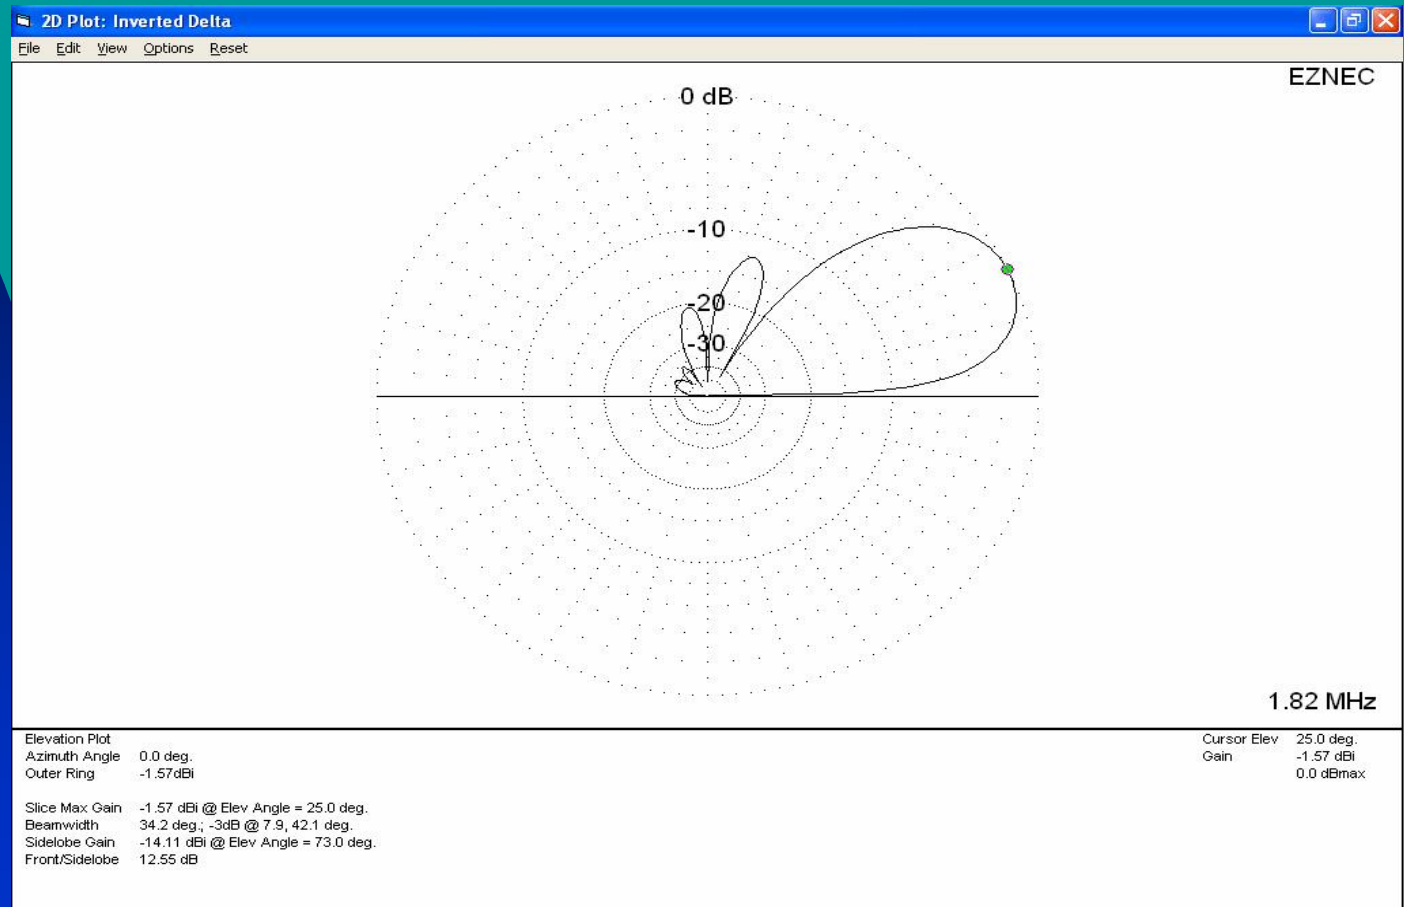 2D Plot: Inverted Delta
File Edit View Options Reset
EZNEC
0 dB
-10
-20
-30
1.82 MHz
Elevation Plot
Azimuth Angle 0.0 deg.
Outer Ring -1.57dBi
Cursor Elev 25.0 deg.
Gain -1.57 dBi
0.0 dBmax
Slice Max Gain -1.57 dBi @ Elev Angle = 25.0 deg.
Beamwidth 34.2 deg.; -3dB @ 7.9, 42.1 deg.
Sidelobe Gain -14.11 dBi @ Elev Angle = 73.0 deg.
Front/Sidelobe 12.55 dB